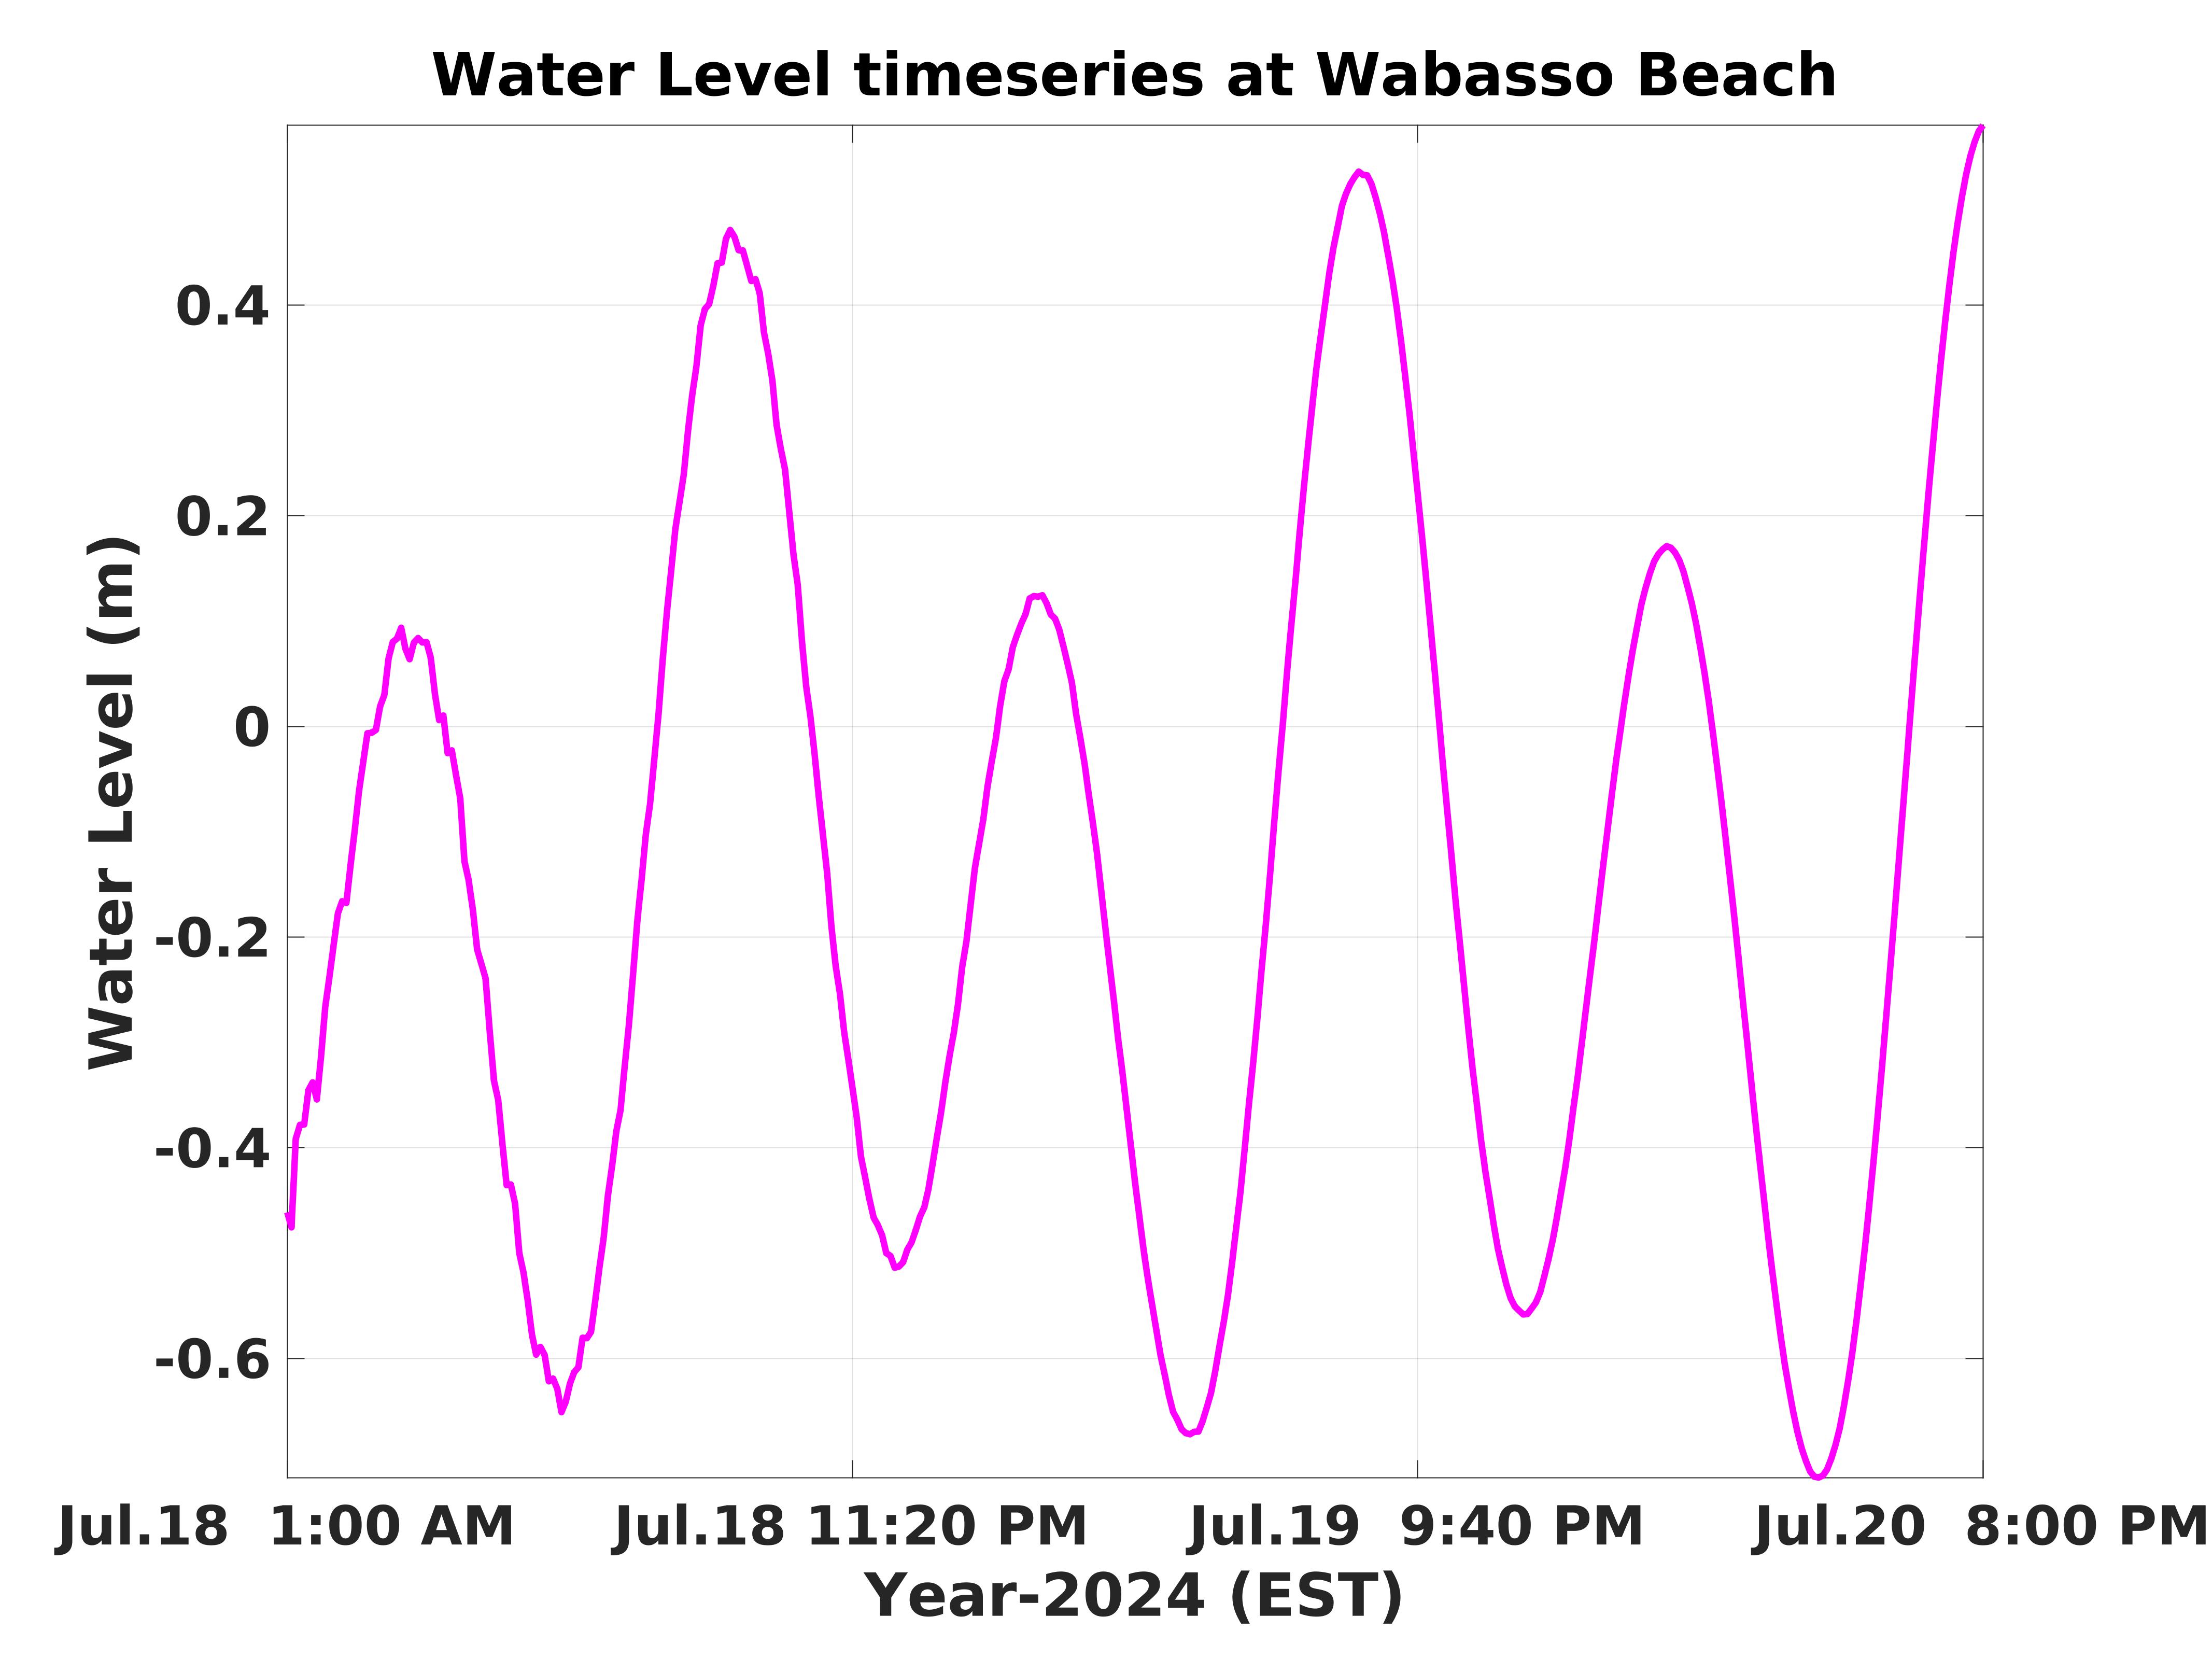 Water Level timeseries at Wabasso Beach
Water Level (m)
0.4
0.2
0
-0.2
-0.4
-0.6
Jul.18 1:00 AM Jul.18 11:20 PM Jul.19 9:40 PM Jul.20 8:00 PM
Year-2024 (EST)